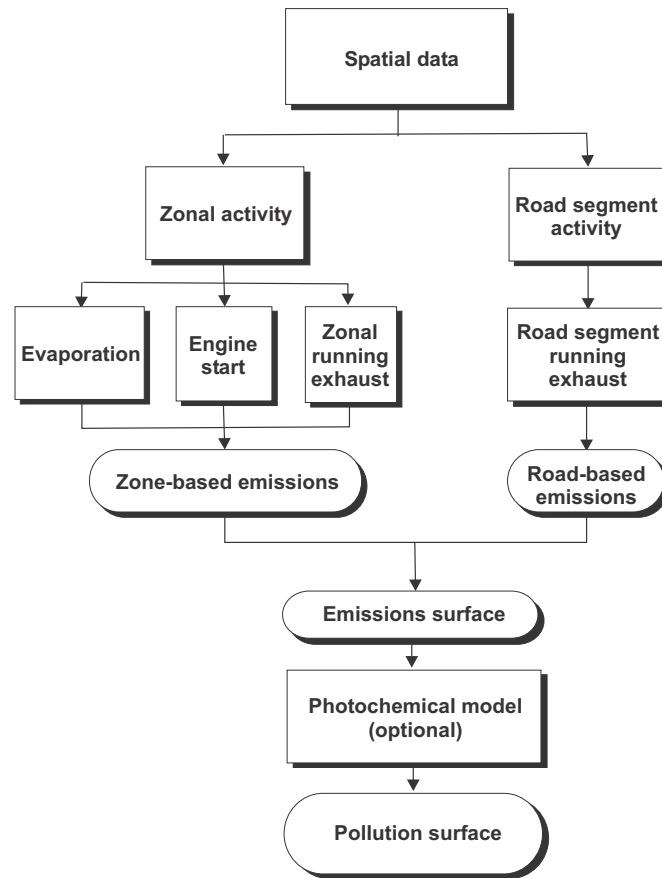 Spatial data
Zonal activity
Road segment
activity
Evaporation
Engine
start
Zonal
running
exhaust
Road segment
running
exhaust
Zone-based emissions
Road-based
emissions
Emissions surface
Photochemical model
(optional)
Pollution surface